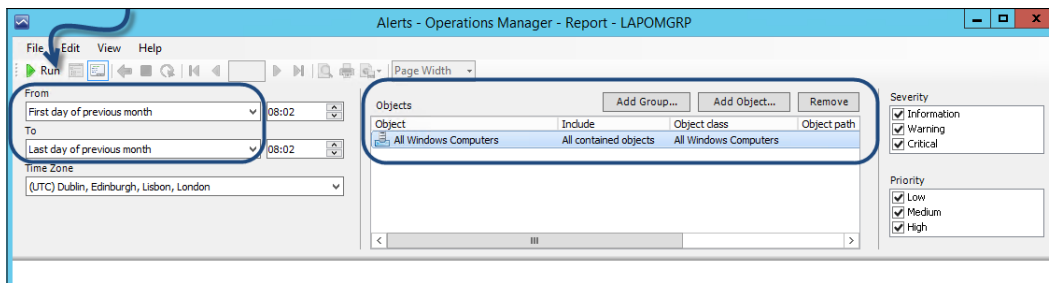 Alerts - Operations Manager - Report - LAPOMGRP
File Edit View Help
Run Page Width
From
First day of previous month 08:02
To
Last day of previous month 08:02
Time Zone
(UTC) Dublin, Edinburgh, Lisbon, London
Objects Add Group... Add Object... Remove
Object Include Object class Object path
All Windows Computers All contained objects All Windows Computers
Severity
Information
Warning
Critical
Priority
Low
Medium
High